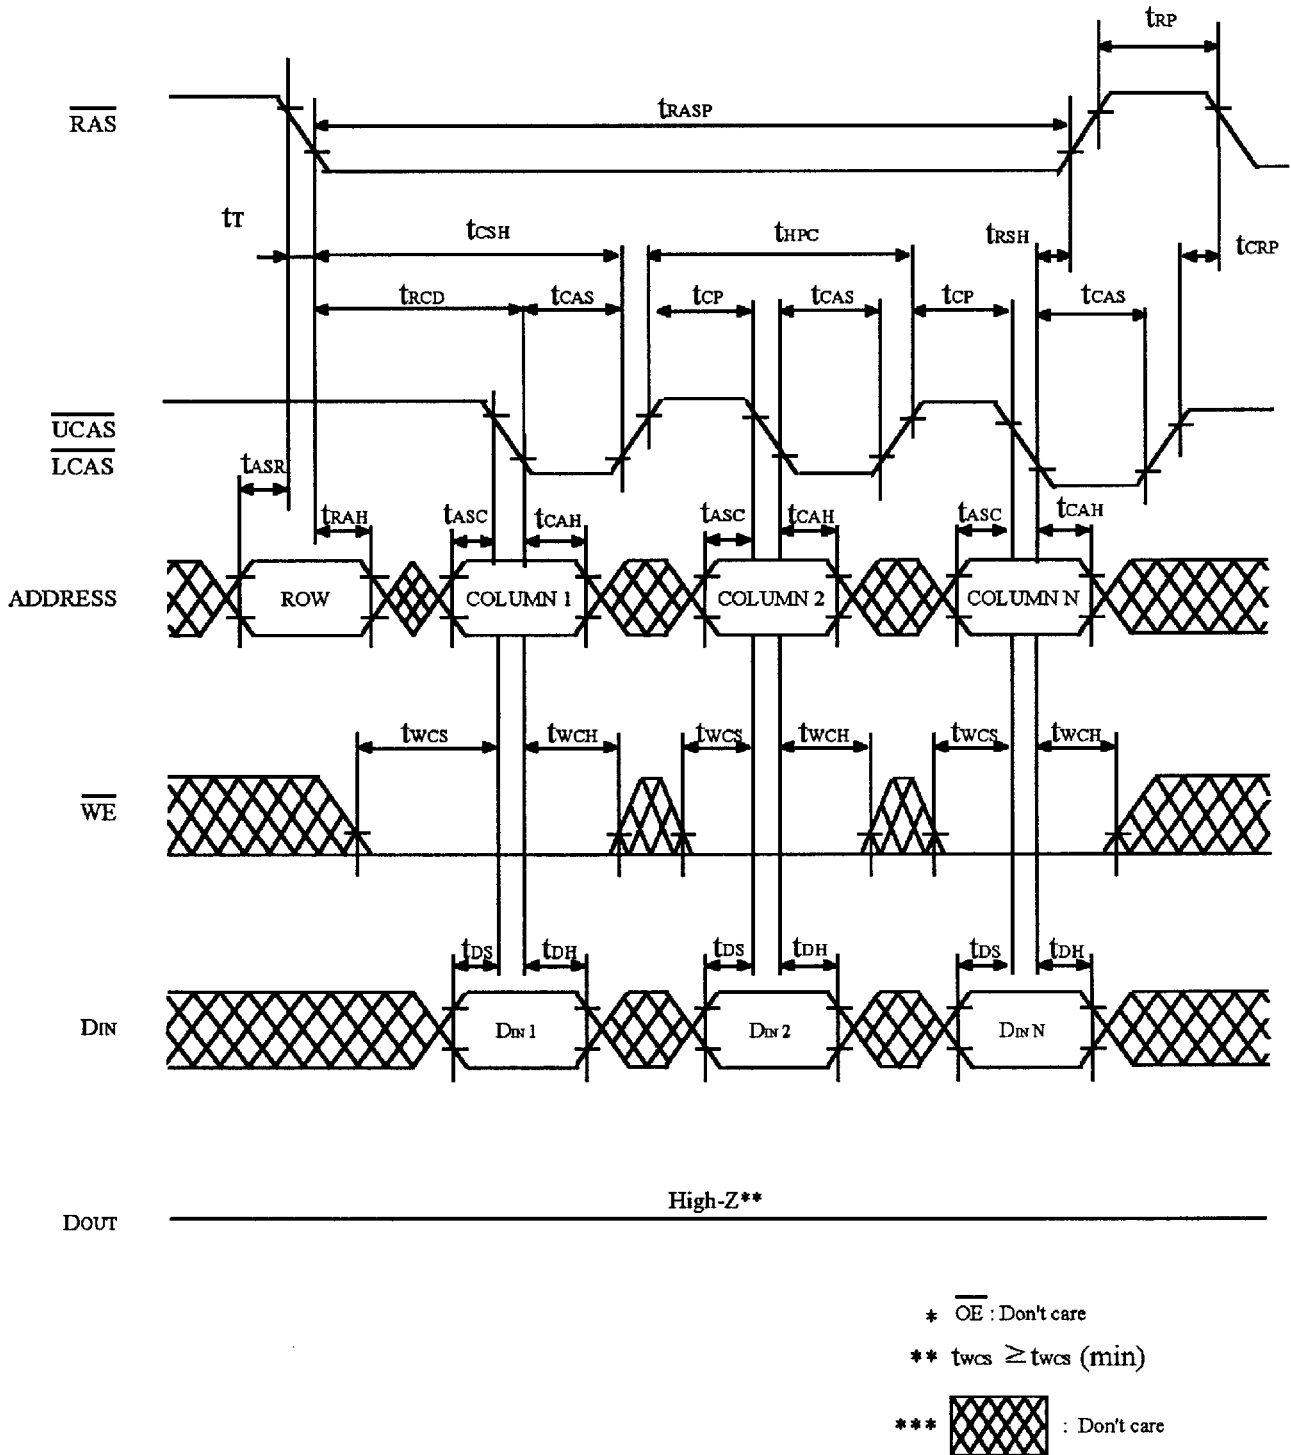 tRP
RAS
tRASP
tT
tCSH
tHPC
tRSH
tCRP
tRCD
tCAS
tCP
tCAS
tCP
tCAS
UCAS
LCAS
tASR
tRAH
tASC
tCAH
tASC
tCAH
tASC
tCAH
ADDRESS
ROW
COLUMN 1
COLUMN 2
COLUMN N
tWCS
tWCH
tWCS
tWCH
tWCS
tWCH
WE
tDS
tDH
tDS
tDH
tDS
tDH
DIN
DIN 1
DIN 2
DIN N
High-Z**
DOUT
* OE : Don't care
** twcs ≥ twcs (min)
*** : Don't care